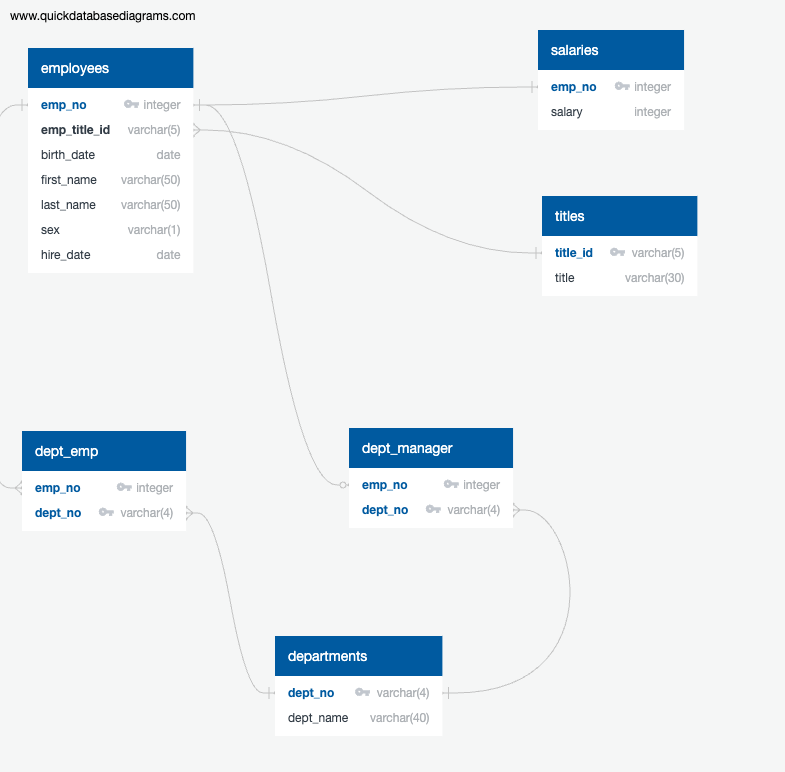 www.quickdatabasediagrams.com
employees
emp_no integer
emp_title_id varchar(5)
birth_date date
first_name varchar(50)
last_name varchar(50)
sex varchar(1)
hire_date date
salaries
emp_no integer
salary integer
titles
title_id varchar(5)
title varchar(30)
dept_emp
emp_no integer
dept_no varchar(4)
dept_manager
emp_no integer
dept_no varchar(4)
departments
dept_no varchar(4)
dept_name varchar(40)